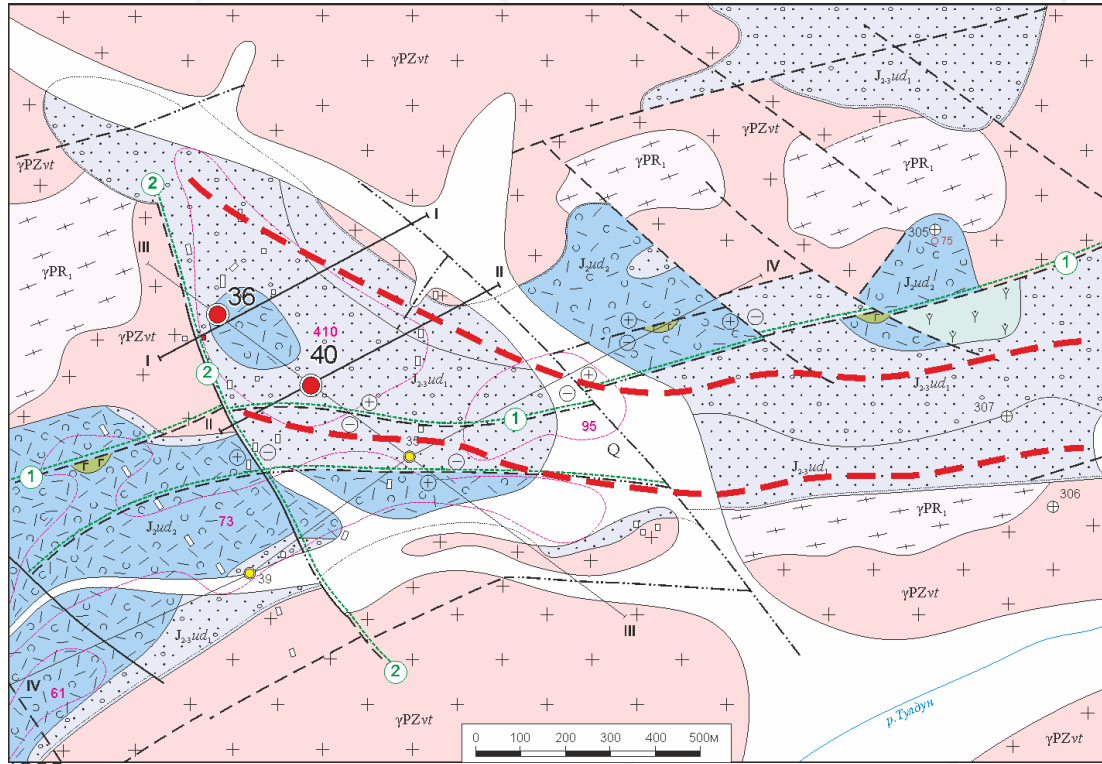 γPZvt
J₂₋₃ud₁
γPZvt
γPZvt
γPR₁
γPR₁
2
I
III
305
75
36
J₂ud₂
II
IV
J₂ud₂
1
γPR₁
410
γPZvt
40
I
2
J₂₋₃ud₁
J₂₋₃ud₁
307
II
1
95
35
Q
J₂₋₃ud₁
1
306
γPR₁
J₂ud₂
73
39
γPZvt
J₂₋₃ud₁
III
2
IV
61
р. Тулдун
0 100 200 300 400 500м
γPZvt
γPZvt